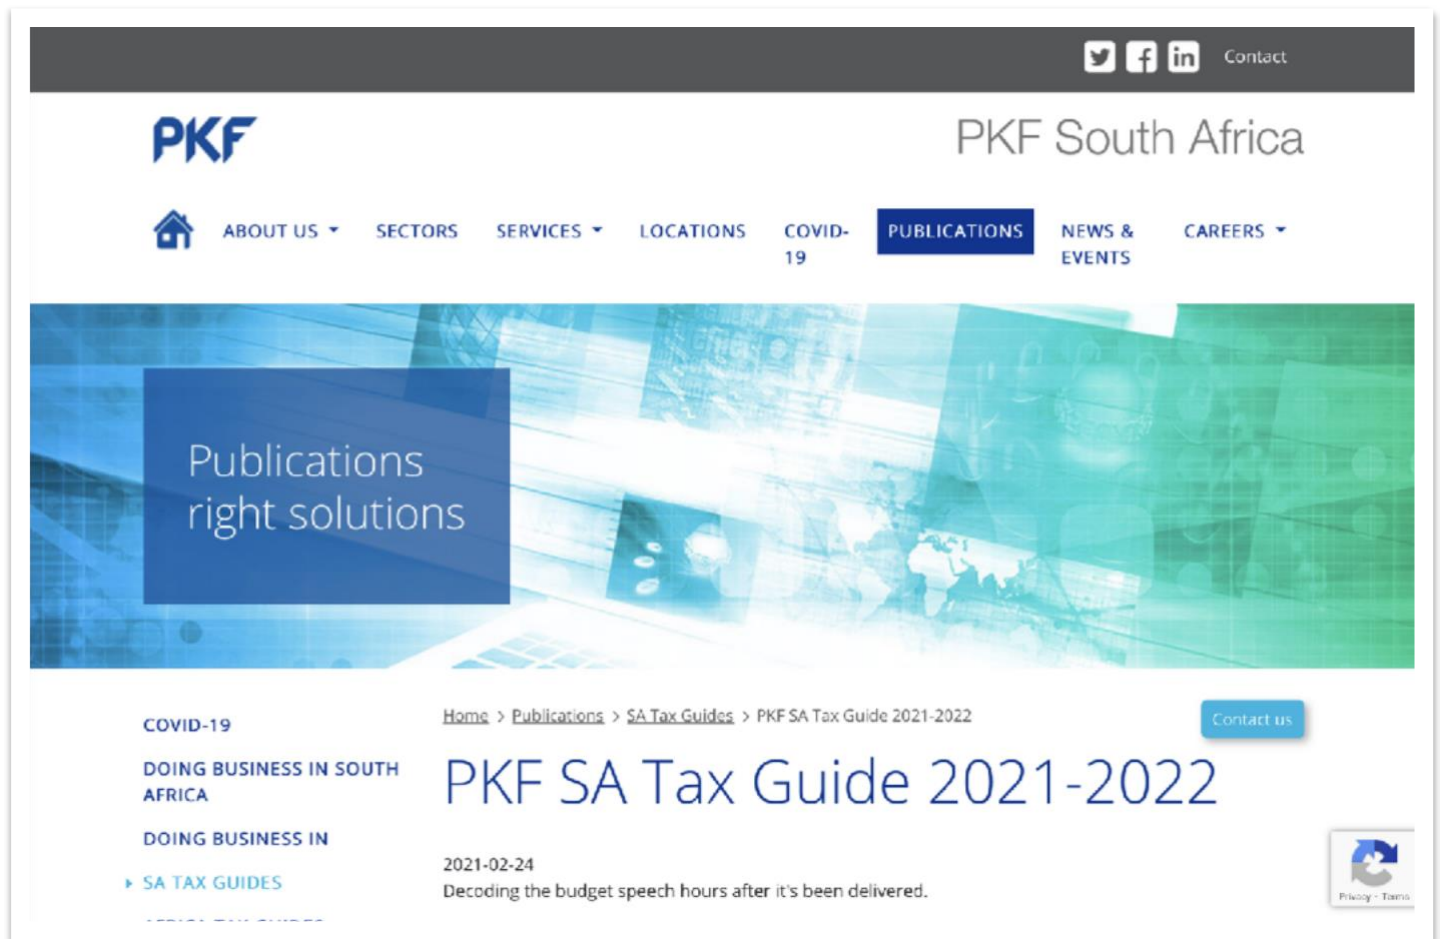 Contact
PKF
PKF South Africa
ABOUT US
SECTORS
SERVICES
LOCATIONS
COVID-
19
PUBLICATIONS
NEWS &
EVENTS
CAREERS
Publications
right solutions
COVID-19
DOING BUSINESS IN SOUTH
AFRICA
DOING BUSINESS IN
SA TAX GUIDES
Home > Publications > SA Tax Guides > PKF SA Tax Guide 2021-2022
Contact us
PKF SA Tax Guide 2021-2022
2021-02-24
Decoding the budget speech hours after it's been delivered.
Privacy - Terms